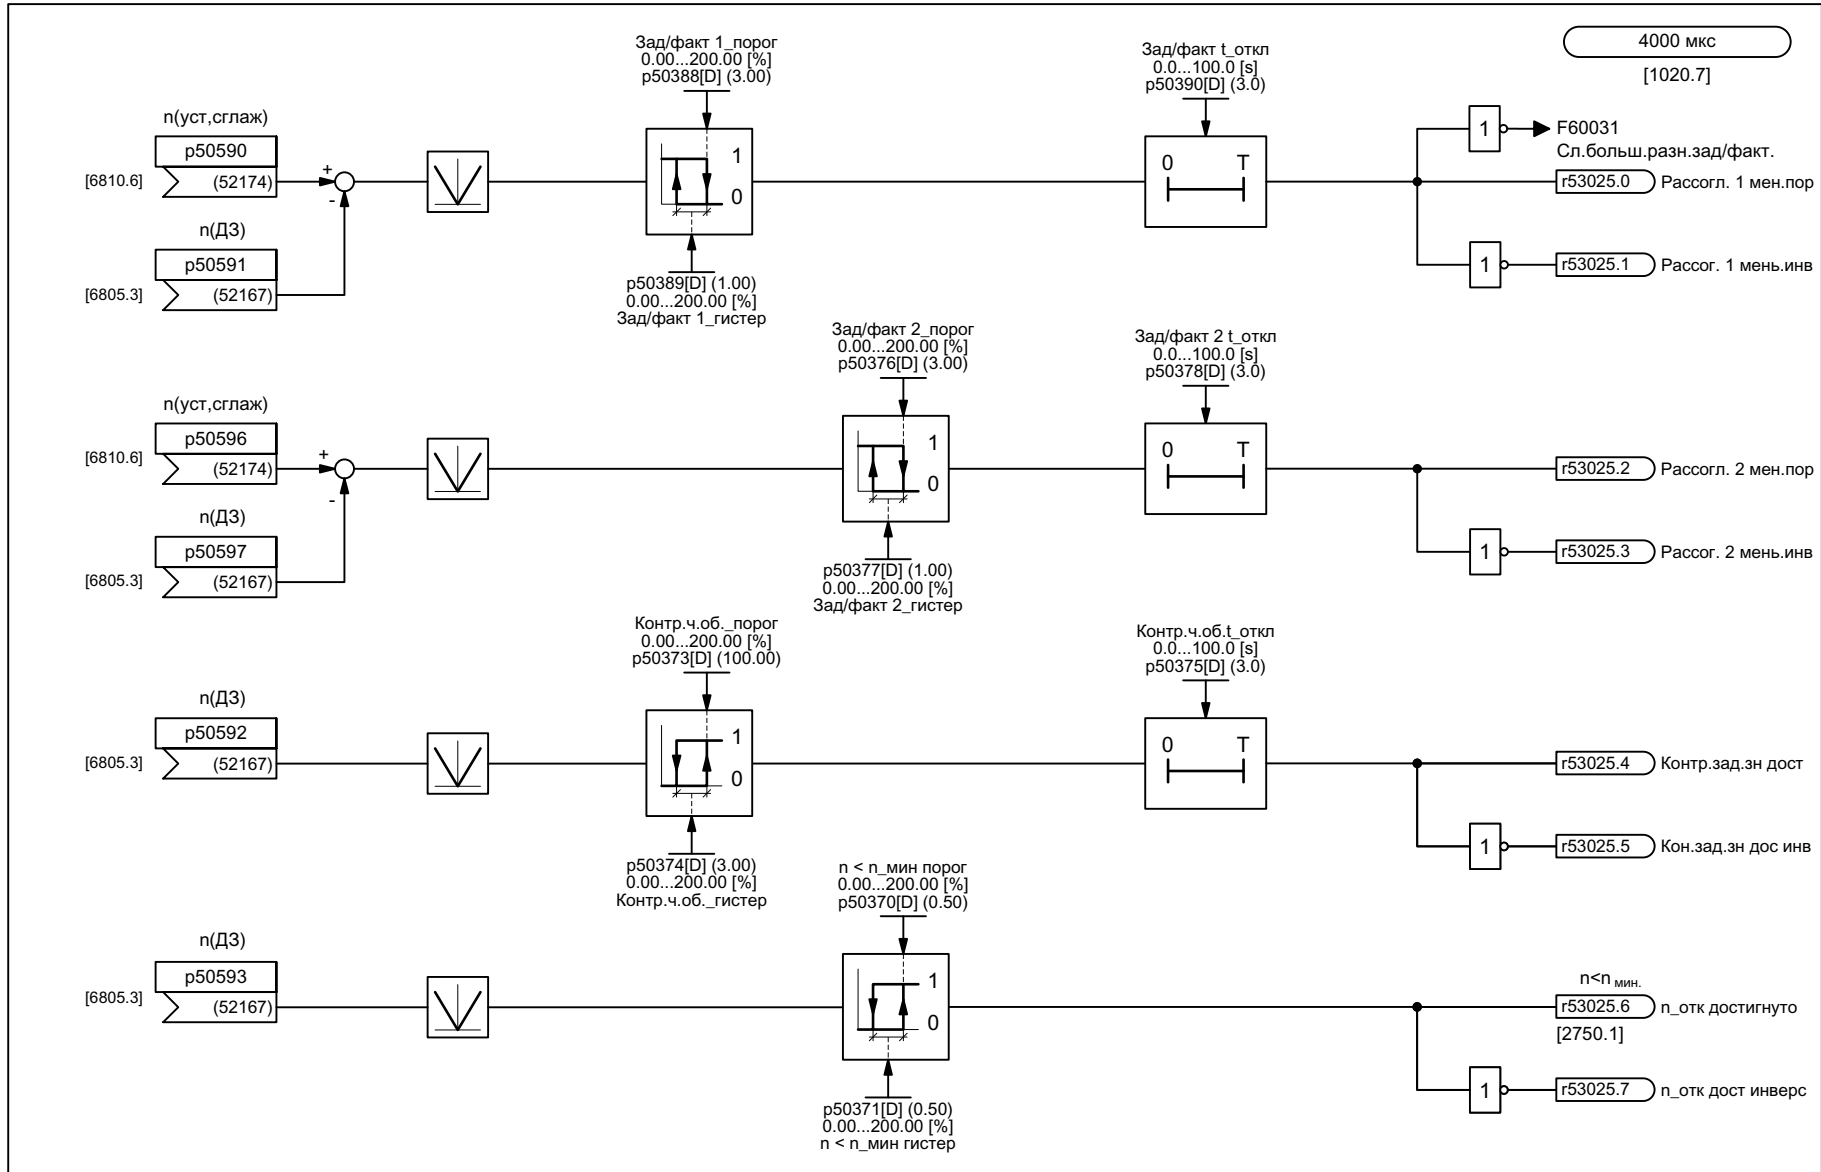 4000 мкс
[1020.7]
Зад/факт 1_порог
0.00...200.00 [%]
p50388[D] (3.00)
Зад/факт t_откл
0.0...100.0 [s]
p50390[D] (3.0)
n(уст,сглаж)
p50590
[6810.6]
(52174)
+
-
1
0
0 T
1
F60031
Сл.больш.разн.зад/факт.
r53025.0
Рассогл. 1 мен.пор
n(ДЗ)
p50591
[6805.3]
(52167)
p50389[D] (1.00)
0.00...200.00 [%]
Зад/факт 1_гистер
1
r53025.1
Рассог. 1 мень.инв
Зад/факт 2_порог
0.00...200.00 [%]
p50376[D] (3.00)
Зад/факт 2 t_откл
0.0...100.0 [s]
p50378[D] (3.0)
n(уст,сглаж)
p50596
[6810.6]
(52174)
+
-
1
0
0 T
r53025.2
Рассогл. 2 мен.пор
n(ДЗ)
p50597
[6805.3]
(52167)
p50377[D] (1.00)
0.00...200.00 [%]
Зад/факт 2_гистер
1
r53025.3
Рассог. 2 мень.инв
Контр.ч.об._порог
0.00...200.00 [%]
p50373[D] (100.00)
Контр.ч.об.t_откл
0.0...100.0 [s]
p50375[D] (3.0)
n(ДЗ)
p50592
[6805.3]
(52167)
1
0
0 T
r53025.4
Контр.зад.зн дост
p50374[D] (3.00)
0.00...200.00 [%]
Контр.ч.об._гистер
1
r53025.5
Кон.зад.зн дос инв
n < n_мин порог
0.00...200.00 [%]
p50370[D] (0.50)
n(ДЗ)
p50593
[6805.3]
(52167)
1
0
n<n мин.
r53025.6
n_отк достигнуто
[2750.1]
p50371[D] (0.50)
0.00...200.00 [%]
n < n_мин гистер
1
r53025.7
n_отк дост инверс